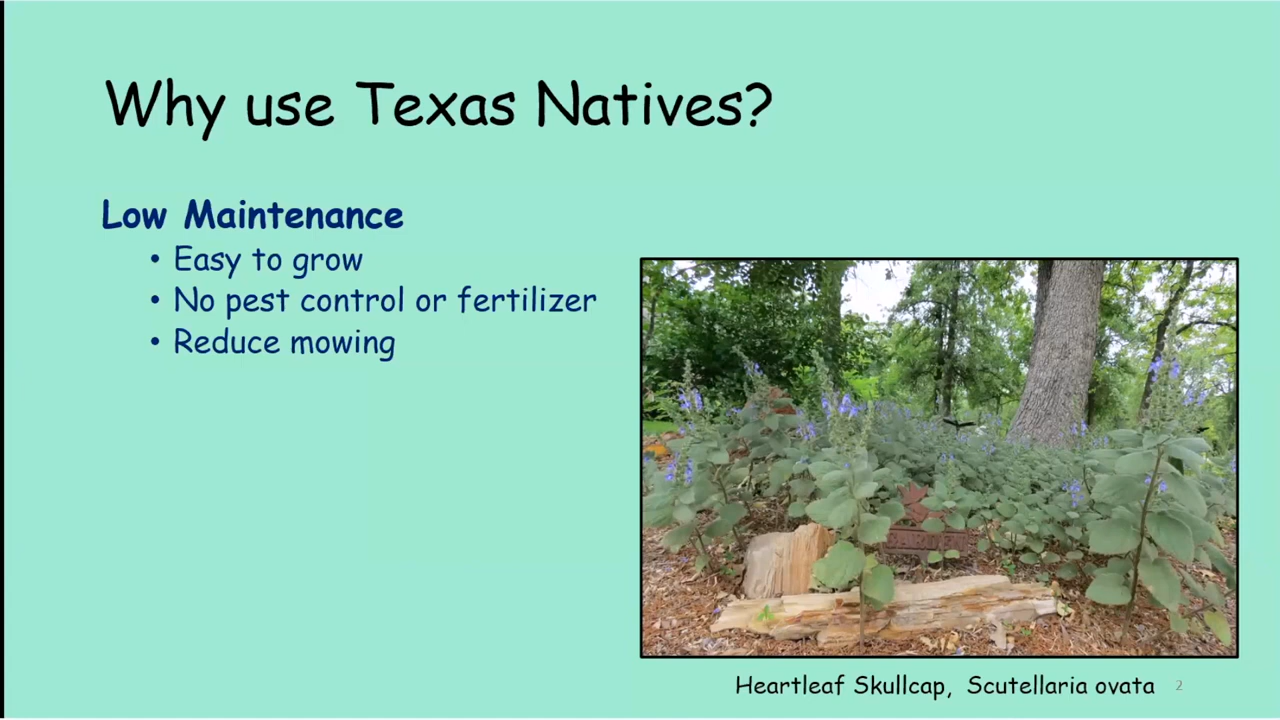 Why use Texas Natives?
Low Maintenance
• Easy to grow
• No pest control or fertilizer
• Reduce mowing
Heartleaf Skullcap, Scutellaria ovata
2